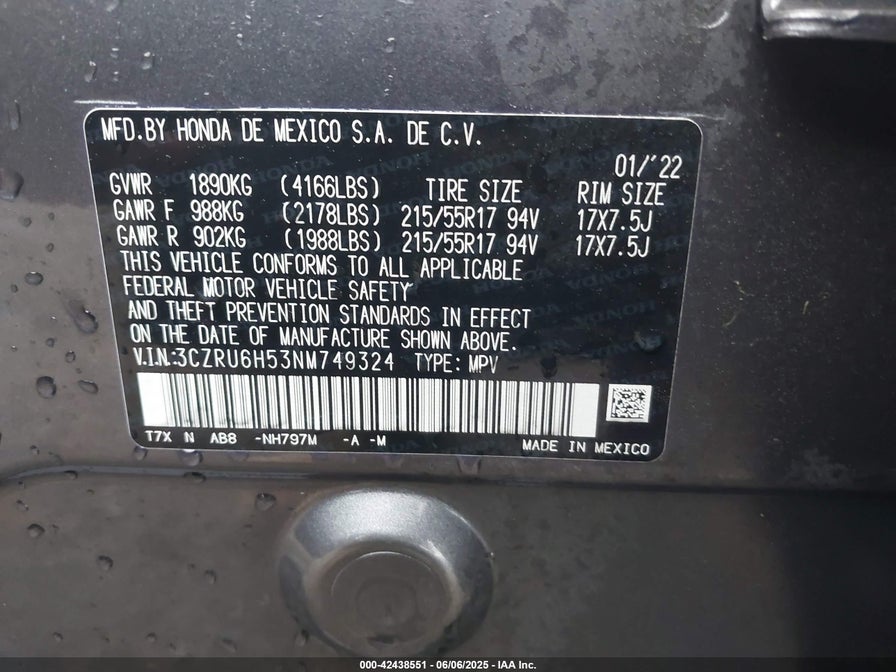 MFD.BY HONDA DE MEXICO S.A. DE C.V.
01/'22
GVWR 1890KG (4166LBS) TIRE SIZE RIM SIZE
GAWR F 988KG (2178LBS) 215/55R17 94V 17X7.5J
GAWR R 902KG (1988LBS) 215/55R17 94V 17X7.5J
THIS VEHICLE CONFORMS TO ALL APPLICABLE
FEDERAL MOTOR VEHICLE SAFETY
AND THEFT PREVENTION STANDARDS IN EFFECT
ON THE DATE OF MANUFACTURE SHOWN ABOVE.
V.I.N.:3CZRU6H53NM749324 TYPE: MPV
T7X N AB8 -NH797M -A -M MADE IN MEXICO
000-42438551 - 06/06/2025 - IAA Inc.